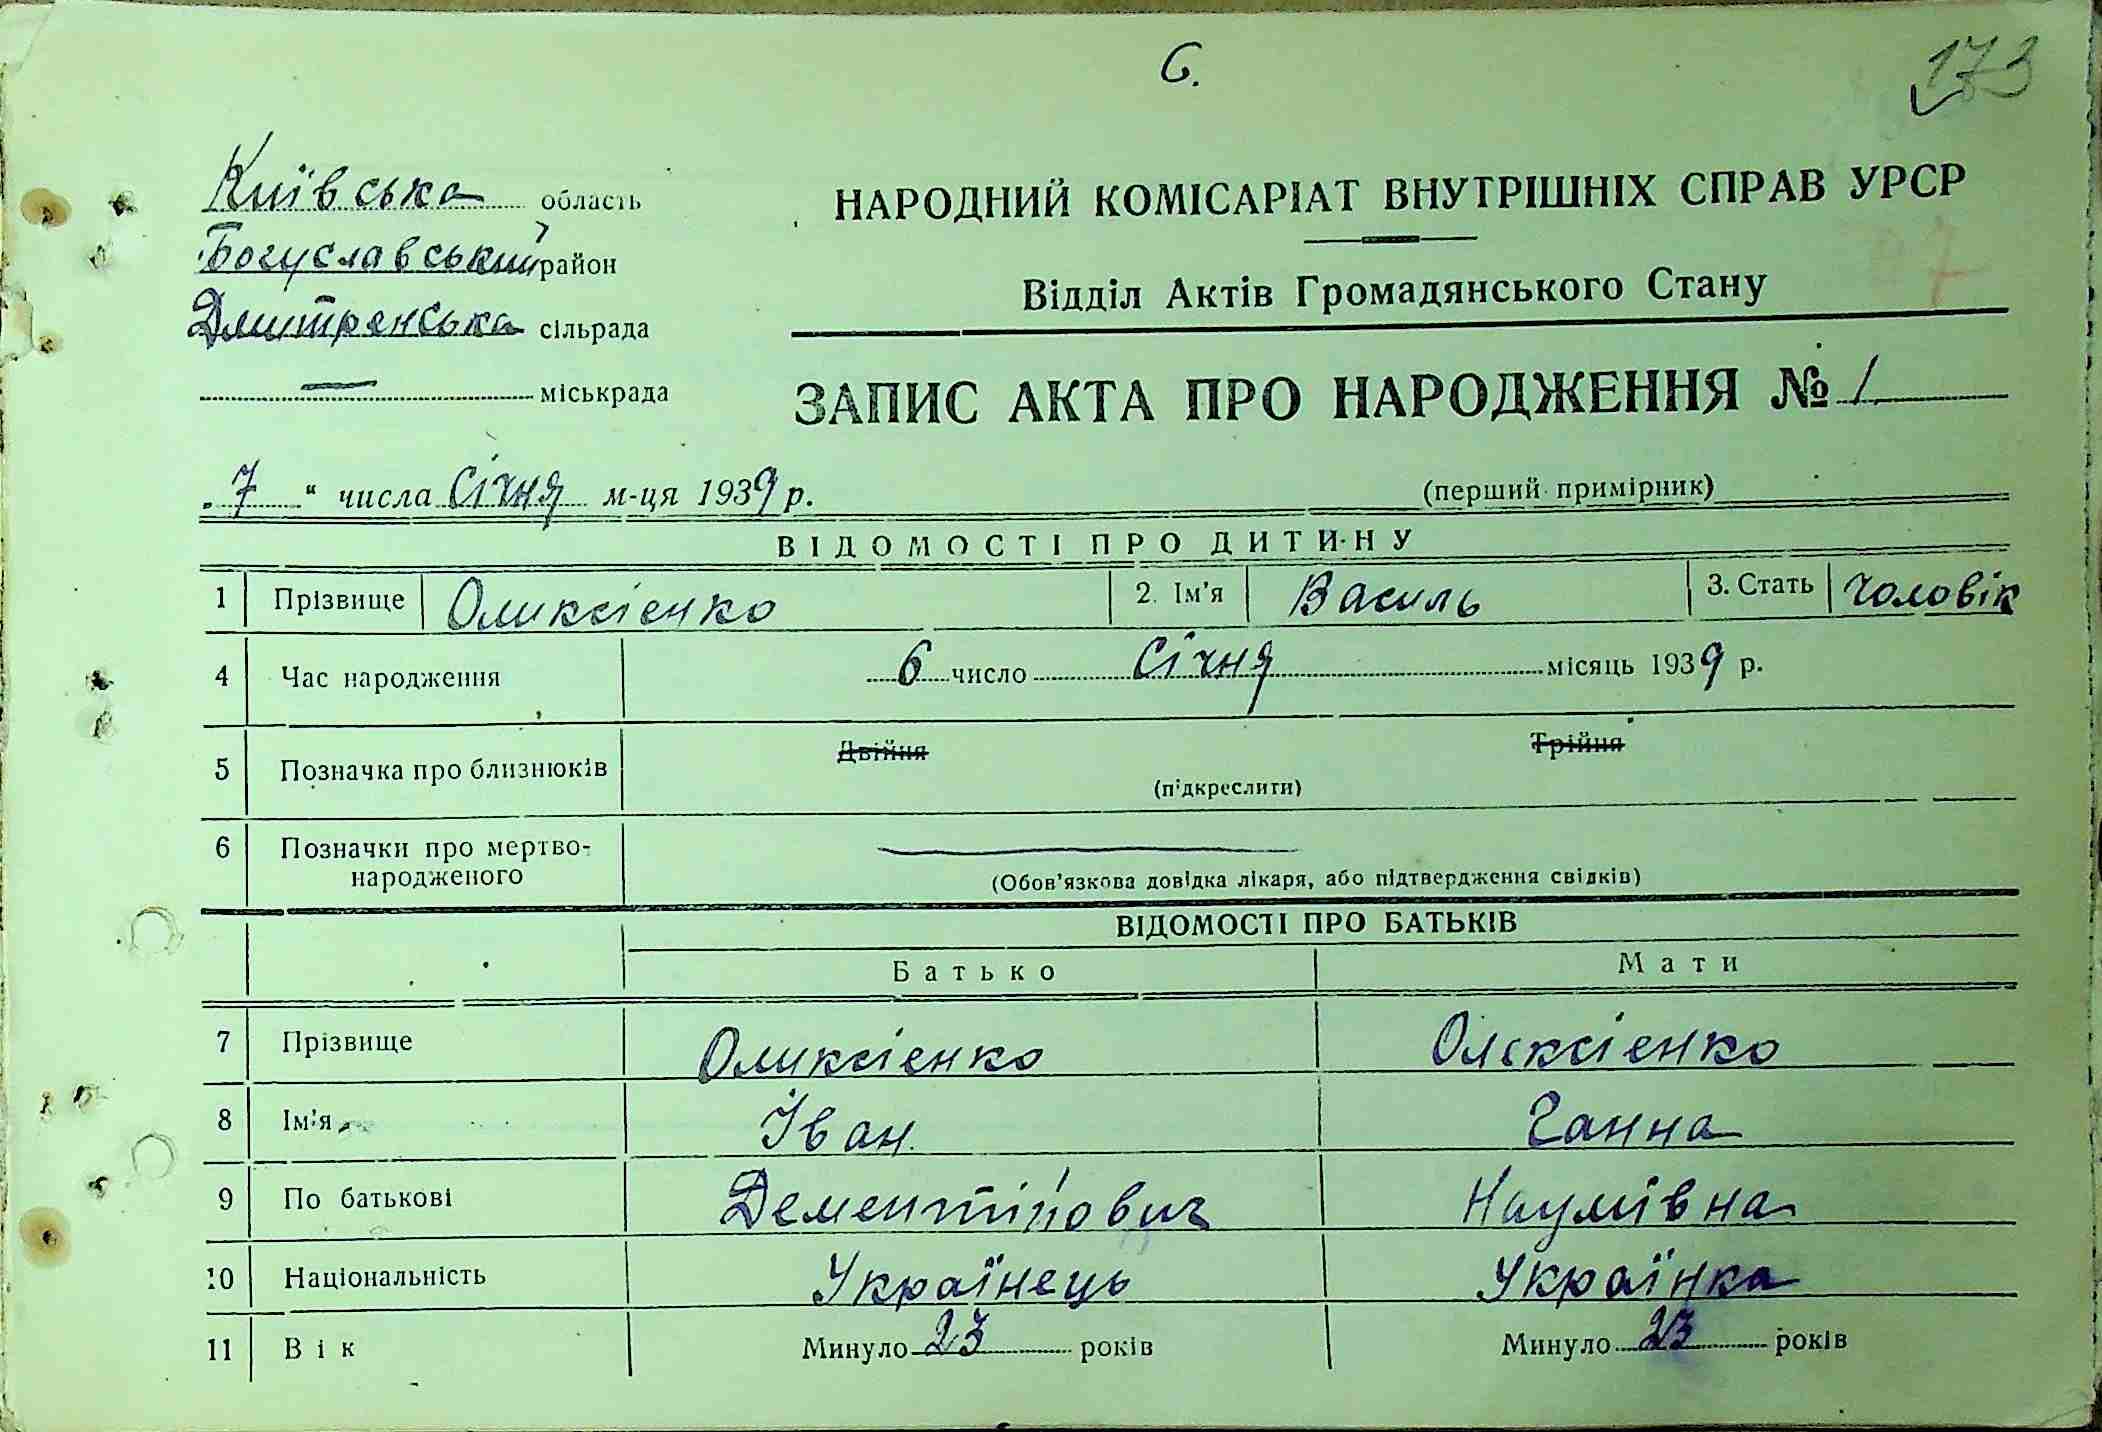 6.
173
Київська область
Богуславський район
Дмитренська сільрада
— міськрада
НАРОДНИЙ КОМІСАРІАТ ВНУТРІШНІХ СПРАВ УРСР
Відділ Актів Громадянського Стану
ЗАПИС АКТА ПРО НАРОДЖЕННЯ № 1
„7“ числа Січня м-ця 1939 р.
(перший примірник)
ВІДОМОСТІ ПРО ДИТИНУ
1 Прізвище Оликсієнко 2. Ім'я Василь 3. Стать Чоловік
4 Час народження 6 число Січня місяць 1939 р.
5 Позначка про близнюків Двійня Трійня
(підкреслити)
6 Позначки про мертво-
народженого
(Обов'язкова довідка лікаря, або підтвердження свідків)
ВІДОМОСТІ ПРО БАТЬКІВ
Батько Мати
7 Прізвище Оликсієнко Олексієнко
8 Ім'я Іван Ганна
9 По батькові Дементійович Наумівна
10 Національність Українець Українка
11 Вік Минуло 23 років Минуло 23 років